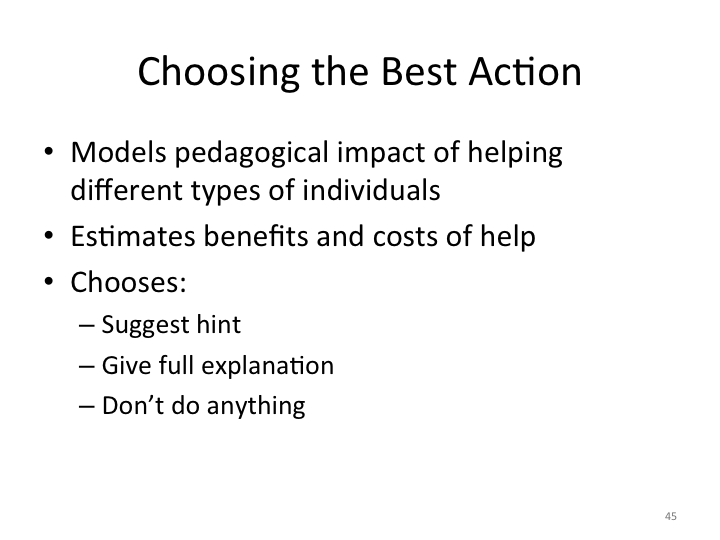 Choosing the Best Action
• Models pedagogical impact of helping
different types of individuals
• Estimates benefits and costs of help
• Chooses:
– Suggest hint
– Give full explanation
– Don’t do anything
45